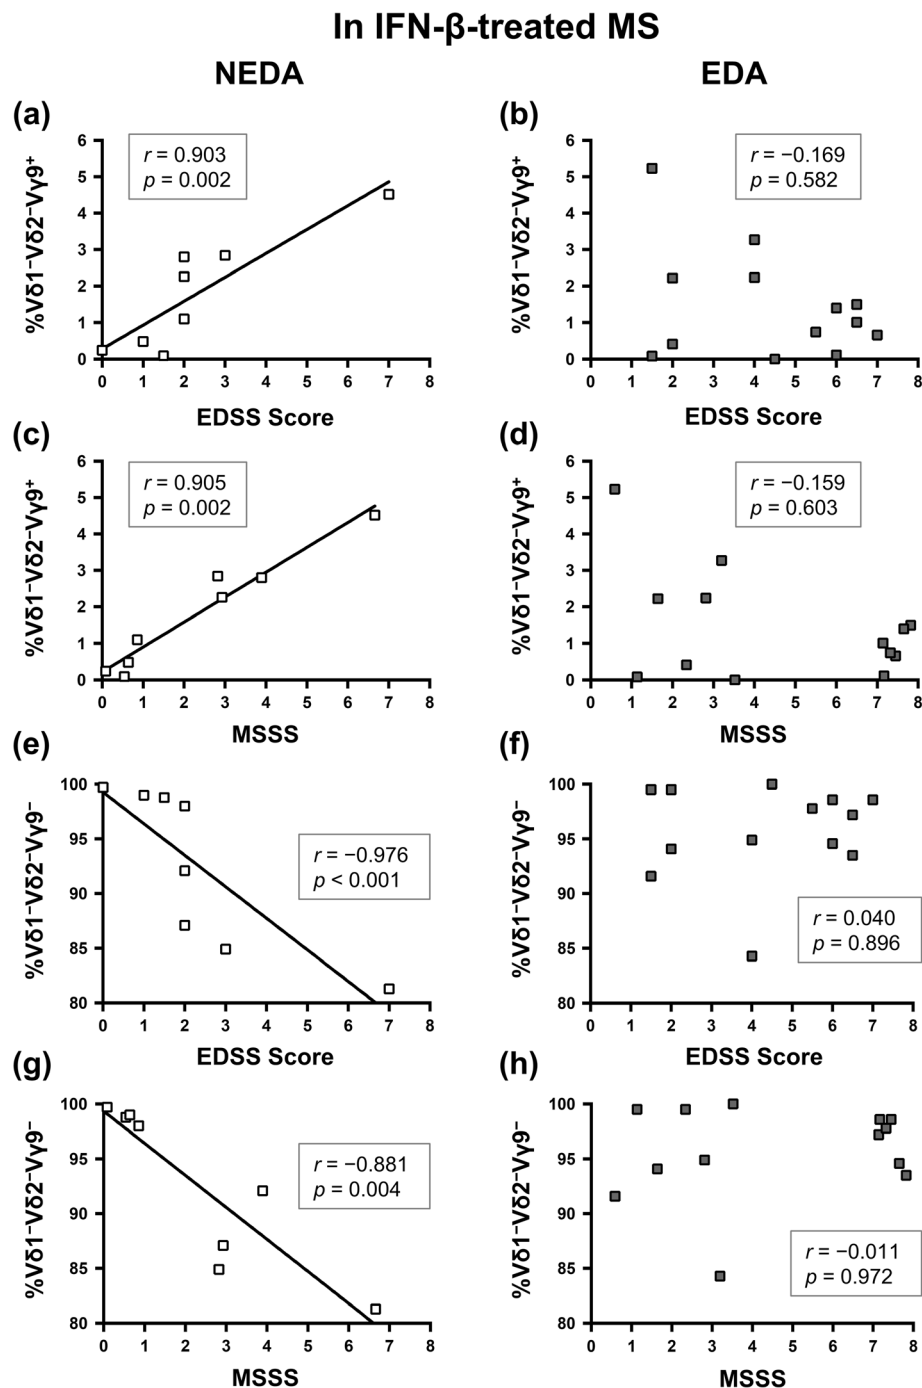 In IFN-β-treated MS
NEDA
EDA
(a)
%Vδ1⁻Vδ2⁻Vγ9⁺
6
5
4
3
2
1
0
r = 0.903
p = 0.002
0 1 2 3 4 5 6 7 8
EDSS Score
(b)
%Vδ1⁻Vδ2⁻Vγ9⁺
6
5
4
3
2
1
0
r = −0.169
p = 0.582
0 1 2 3 4 5 6 7 8
EDSS Score
(c)
%Vδ1⁻Vδ2⁻Vγ9⁺
6
5
4
3
2
1
0
r = 0.905
p = 0.002
0 1 2 3 4 5 6 7 8
MSSS
(d)
%Vδ1⁻Vδ2⁻Vγ9⁺
6
5
4
3
2
1
0
r = −0.159
p = 0.603
0 1 2 3 4 5 6 7 8
MSSS
(e)
%Vδ1⁻Vδ2⁻Vγ9⁻
100
95
90
85
80
r = −0.976
p < 0.001
0 1 2 3 4 5 6 7 8
EDSS Score
(f)
%Vδ1⁻Vδ2⁻Vγ9⁻
100
95
90
85
80
r = 0.040
p = 0.896
0 1 2 3 4 5 6 7 8
EDSS Score
(g)
%Vδ1⁻Vδ2⁻Vγ9⁻
100
95
90
85
80
r = −0.881
p = 0.004
0 1 2 3 4 5 6 7 8
MSSS
(h)
%Vδ1⁻Vδ2⁻Vγ9⁻
100
95
90
85
80
r = −0.011
p = 0.972
0 1 2 3 4 5 6 7 8
MSSS